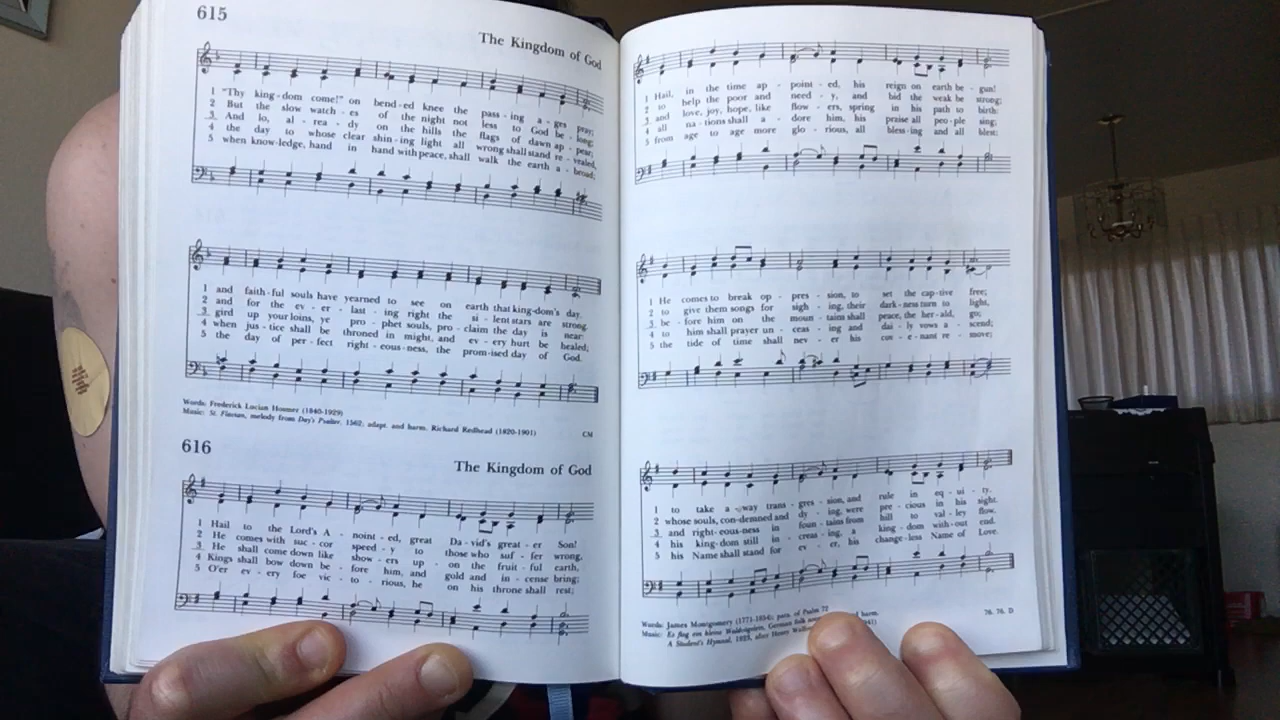 615
The Kingdom of God
1 "Thy king-dom come!" on bend-ed knee the pass-ing a-ges pray;
2 But the slow watch-es of the night not less to God be-long;
3 And lo, al-rea-dy on the hills the flags of dawn ap-pear;
4 the day to whose clear shin-ing light all wrong shall stand re-vealed,
5 when know-ledge, hand in hand with peace, shall walk the earth a-broad:
1 and faith-ful souls have yearned to see on earth that king-dom's day.
2 and for the ev-er-last-ing right the si-lent stars are strong.
3 gird up your loins, ye pro-phet souls, pro-claim the day is near:
4 when jus-tice shall be throned in might, and ev-ery hurt be healed;
5 the day of per-fect right-eous-ness, the prom-ised day of God.
Words: Frederick Lucian Hosmer (1840-1929)
Music: St. Flavian, melody from Day's Psalter, 1562; adapt. and harm. Richard Redhead (1820-1901)
CM
616
The Kingdom of God
1 Hail to the Lord's A-noint-ed, great Da-vid's great-er Son!
2 He comes with suc-cor speed-y to those who suf-fer wrong,
3 He shall come down like show-ers up-on the fruit-ful earth,
4 Kings shall bow down be-fore him, and gold and in-cense bring;
5 O'er ev-ery foe vic-to-rious, he on his throne shall rest;
1 Hail, in the time ap-point-ed, his reign on earth be-gun!
2 to help the poor and need-y, and bid the weak be strong;
3 and love, joy, hope, like flow-ers, spring in his path to birth:
4 all na-tions shall a-dore him, his praise all peo-ple sing;
5 from age to age more glo-rious, all bless-ing and all blest:
1 He comes to break op-pres-sion, to set the cap-tive free;
2 to give them songs for sigh-ing, their dark-ness turn to light,
3 be-fore him on the moun-tains shall peace, the her-ald, go;
4 to him shall prayer un-ceas-ing and dai-ly vows a-scend;
5 the tide of time shall nev-er his cov-e-nant re-move;
1 to take a-way trans-gres-sion, and rule in eq-ui-ty.
2 whose souls, con-demned and dy-ing, were pre-cious in his sight.
3 and right-eous-ness in foun-tains from hill to val-ley flow.
4 his king-dom still in-creas-ing, a king-dom with-out end.
5 his Name shall stand for ev-er, his change-less Name of Love.
Words: James Montgomery (1771-1854); para. of Psalm 72
Music: Es flog ein kleins Waldvögelein, German folk
harm.
A Student's Hymnal, 1923, after Henry
76. 76. D